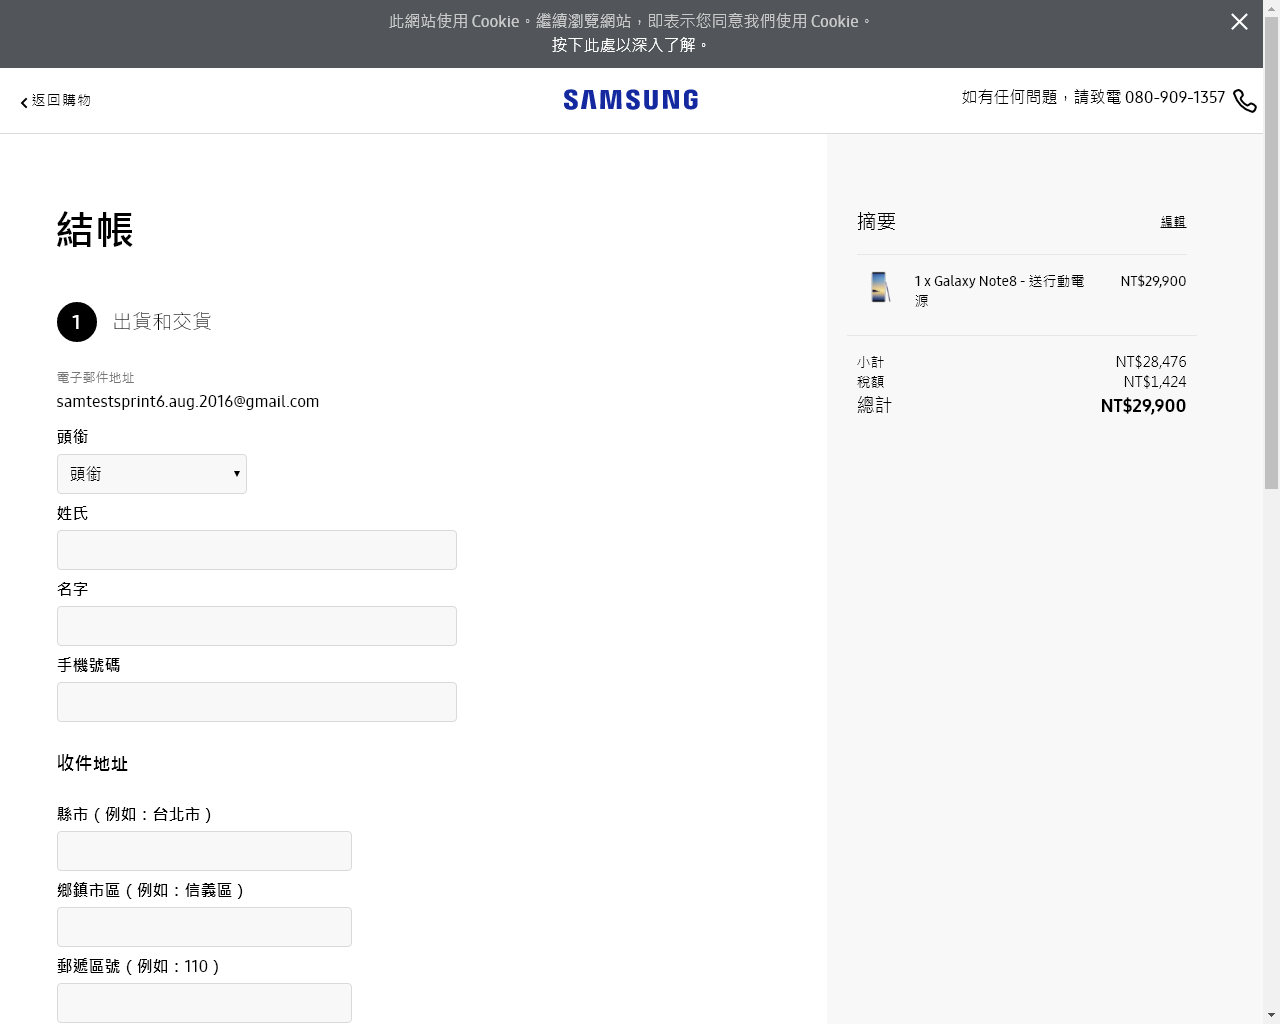 此網站使用 Cookie。繼續瀏覽網站，即表示您同意我們使用 Cookie。
按下此處以深入了解。
返回購物
SAMSUNG
如有任何問題，請致電 080-909-1357
結帳
1 出貨和交貨
電子郵件地址
samtestsprint6.aug.2016@gmail.com
頭銜
頭銜
姓氏
名字
手機號碼
收件地址
縣市 ( 例如：台北市 )
鄉鎮市區 ( 例如：信義區 )
郵遞區號 ( 例如：110 )
摘要 編輯
1 x Galaxy Note8 - 送行動電 NT$29,900
源
小計 NT$28,476
稅額 NT$1,424
總計 NT$29,900